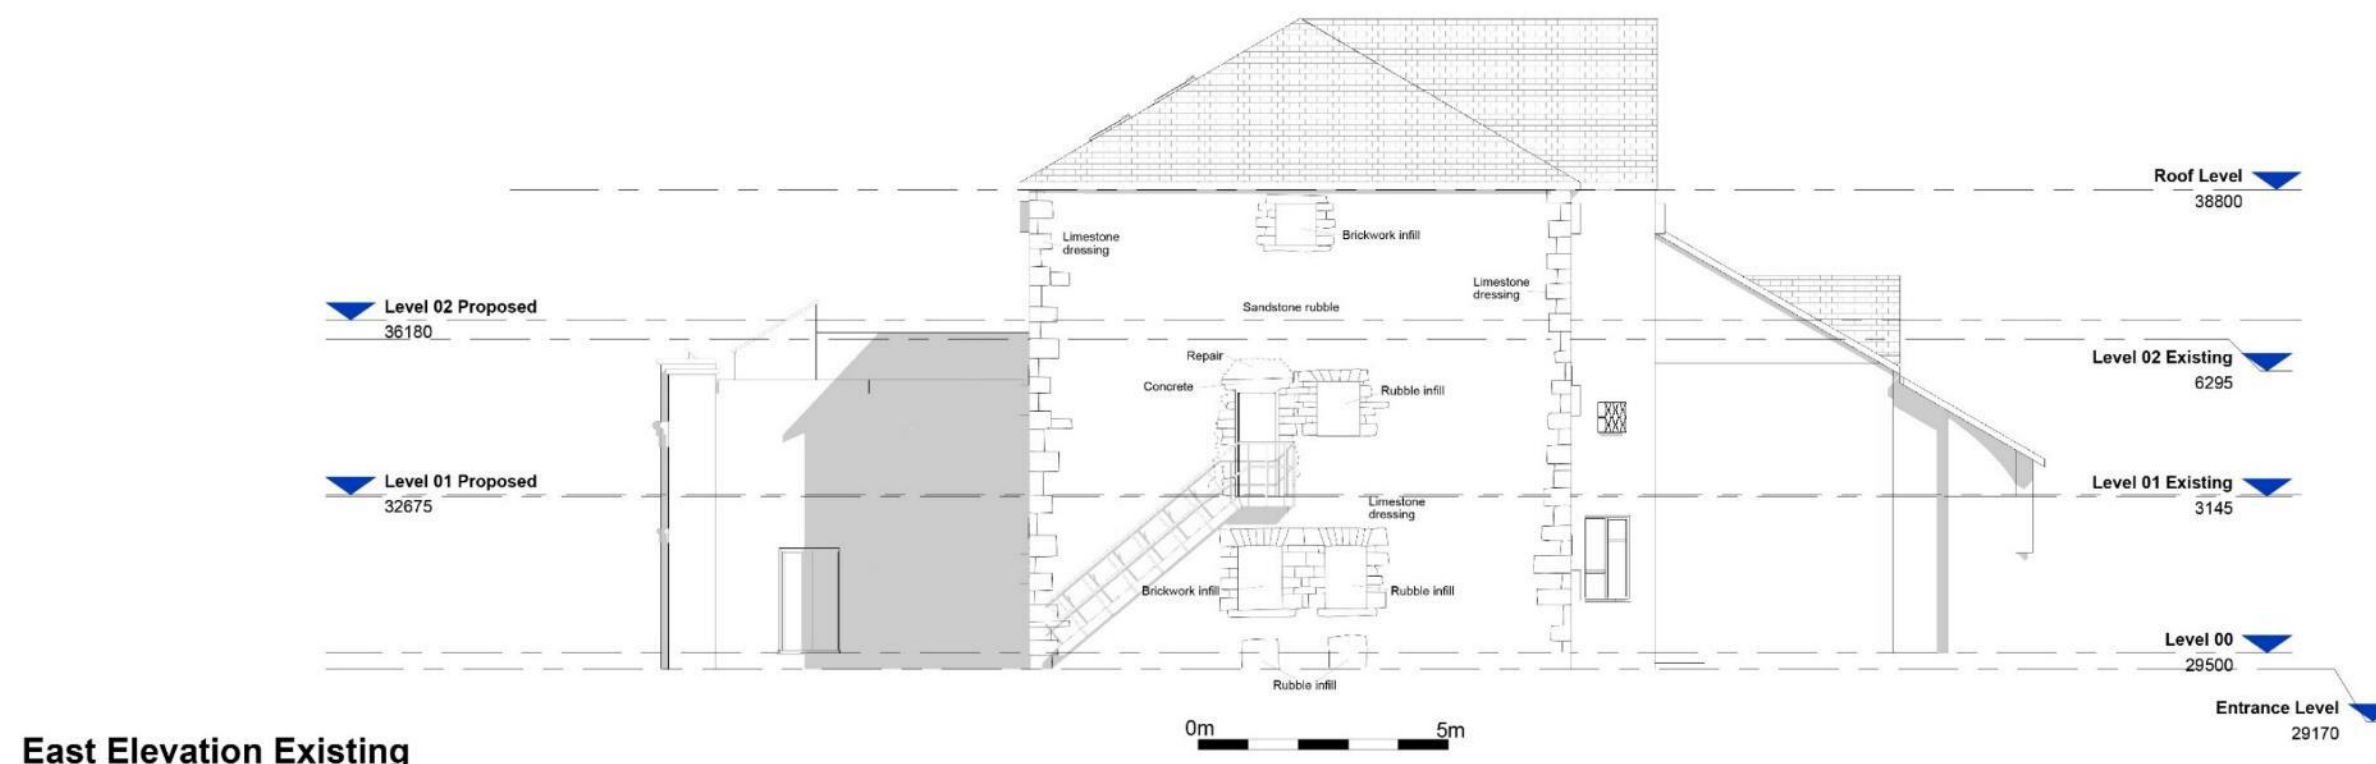 Roof Level
38800
Limestone
dressing
Brickwork infill
Limestone
dressing
Level 02 Proposed
36180
Sandstone rubble
Repair
Concrete
Rubble infill
Level 02 Existing
6295
Level 01 Proposed
32675
Limestone
dressing
Level 01 Existing
3145
Brickwork infill
Rubble infill
Level 00
29500
Rubble infill
Entrance Level
29170
0m
5m
East Elevation Existing